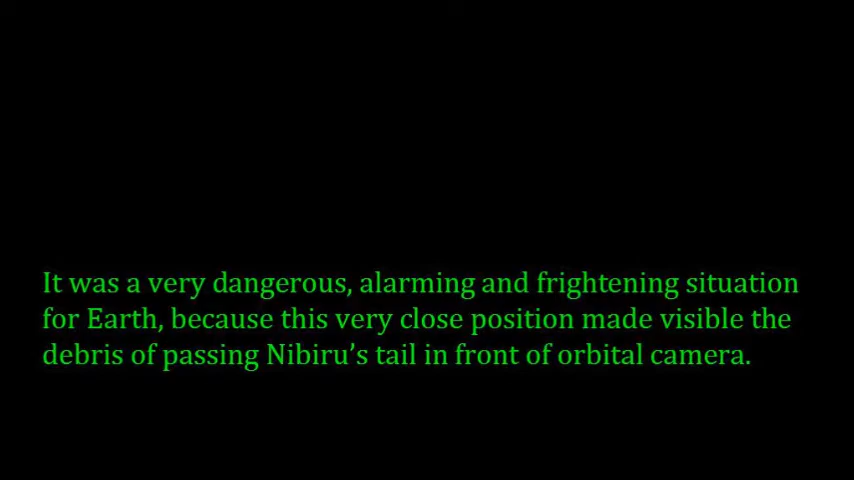 It was a very dangerous, alarming and frightening situation
for Earth, because this very close position made visible the
debris of passing Nibiru’s tail in front of orbital camera.